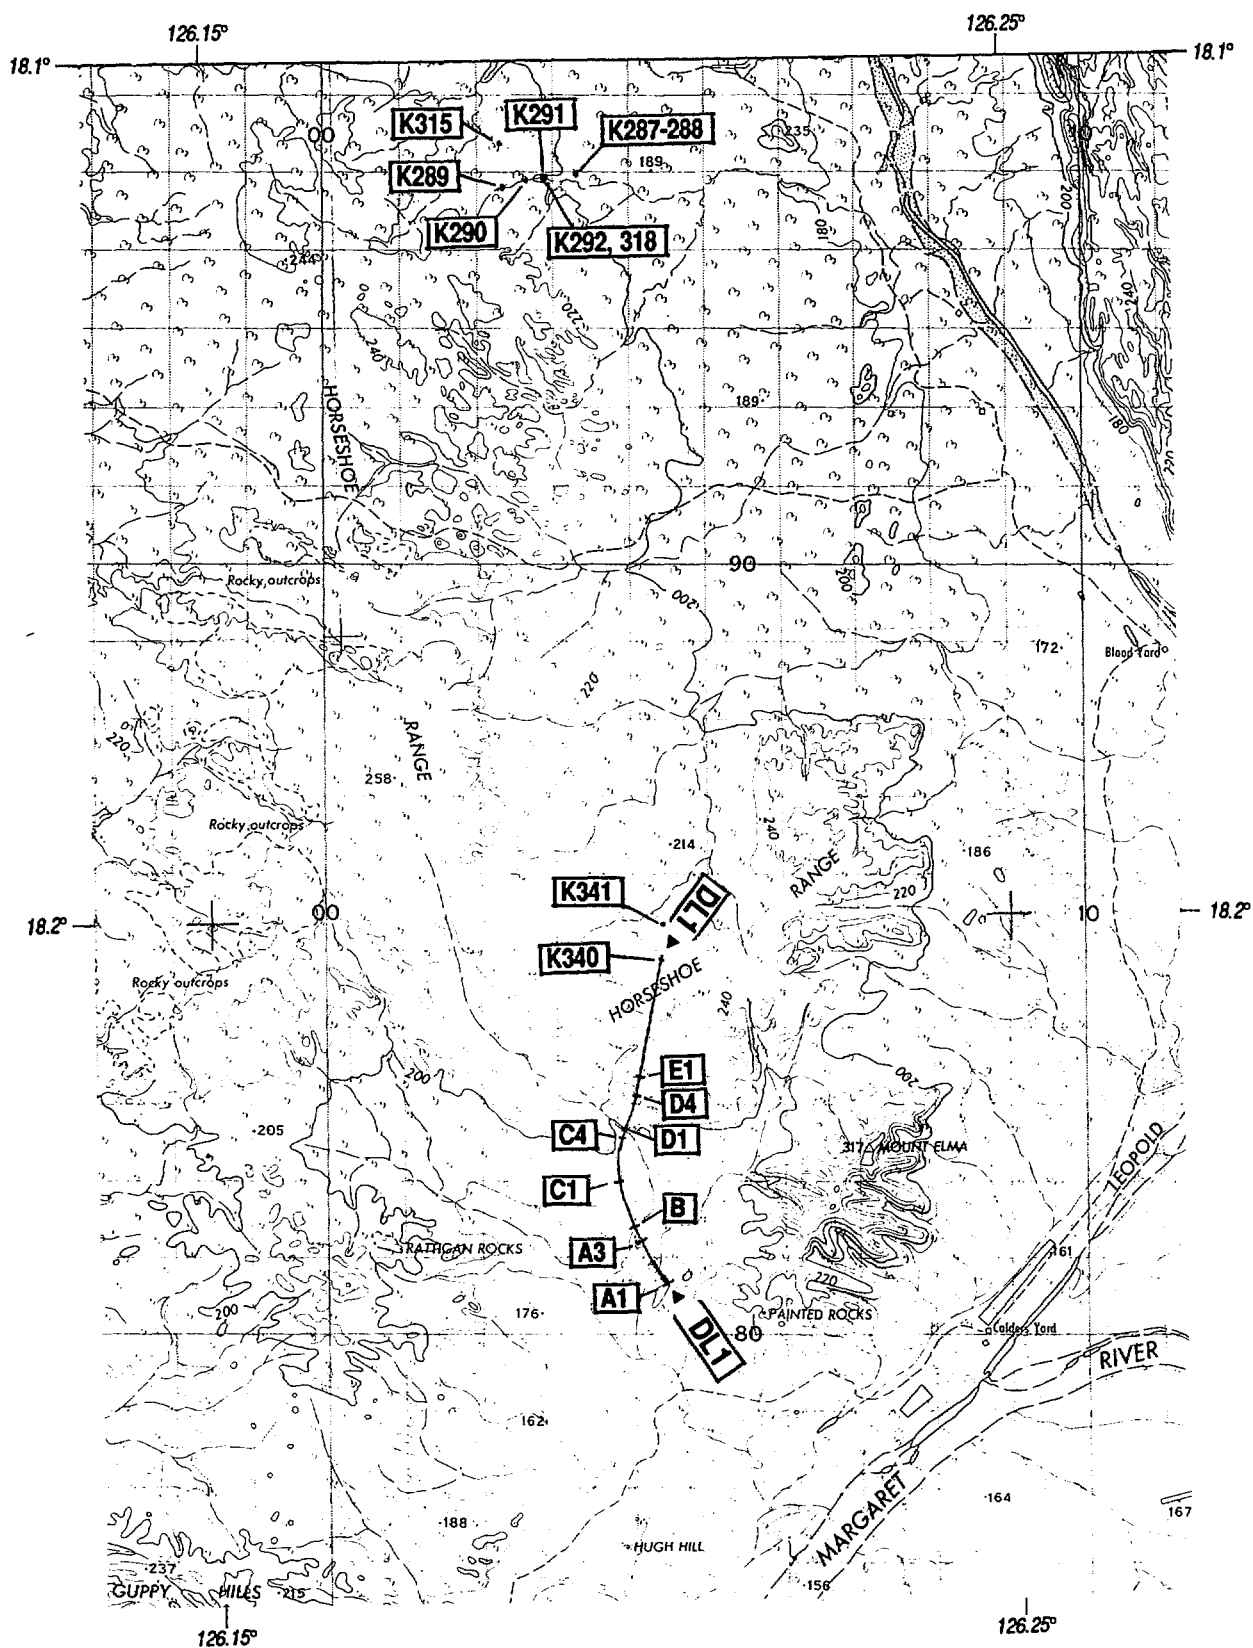 126.15° 126.25°
18.1° 18.1°
K315 K291 K287-288
00 235
K289 189
200
K290 K292, 318
180
244
240
220
240
HORSESHOE
189
180
90
Rocky outcrops 200
200
172
Blood Yard
220
220
RANGE
258
240
Rocky outcrops
214 186
RANGE
K341 DL1 220
18.2° 00 10 18.2°
K340
HORSESHOE
Rocky outcrops
240
E1
200 200
D4
205 C4 D1
317 MOUNT ELMA
LEOPOLD
C1
B
A3
RATIGAN ROCKS 161
220
A1
200 176 PAINTED ROCKS
80 Calders Yard
DL1
RIVER
162
MARGARET
164
167
188
HUGH HILL
237
GUPPY HILLS 215 156
126.15° 126.25°